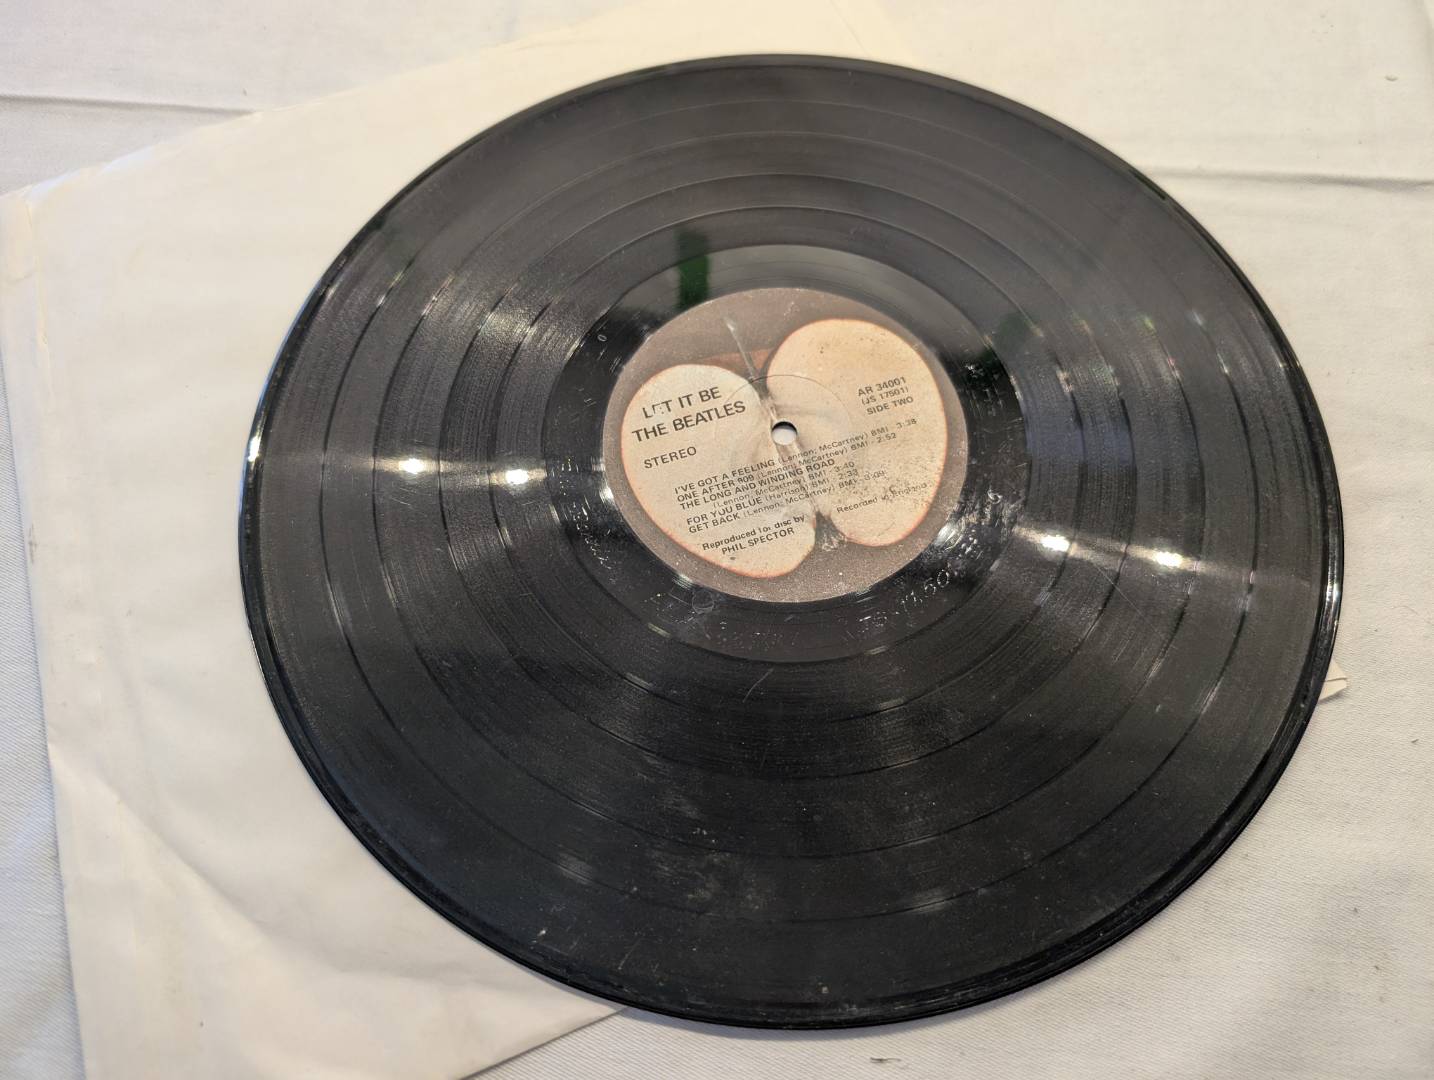 LET IT BE
THE BEATLES
STEREO
AR 34001
(JS 17501)
SIDE TWO
I'VE GOT A FEELING (Lennon; McCartney) BMI - 3:38
ONE AFTER 909 (Lennon; McCartney) BMI - 2:52
THE LONG AND WINDING ROAD
(Lennon; McCartney) BMI - 3:40
FOR YOU BLUE (Harrison) BMI - 2:33
GET BACK (Lennon; McCartney) BMI - 3:09
Recorded in England
Reproduced for disc by
PHIL SPECTOR